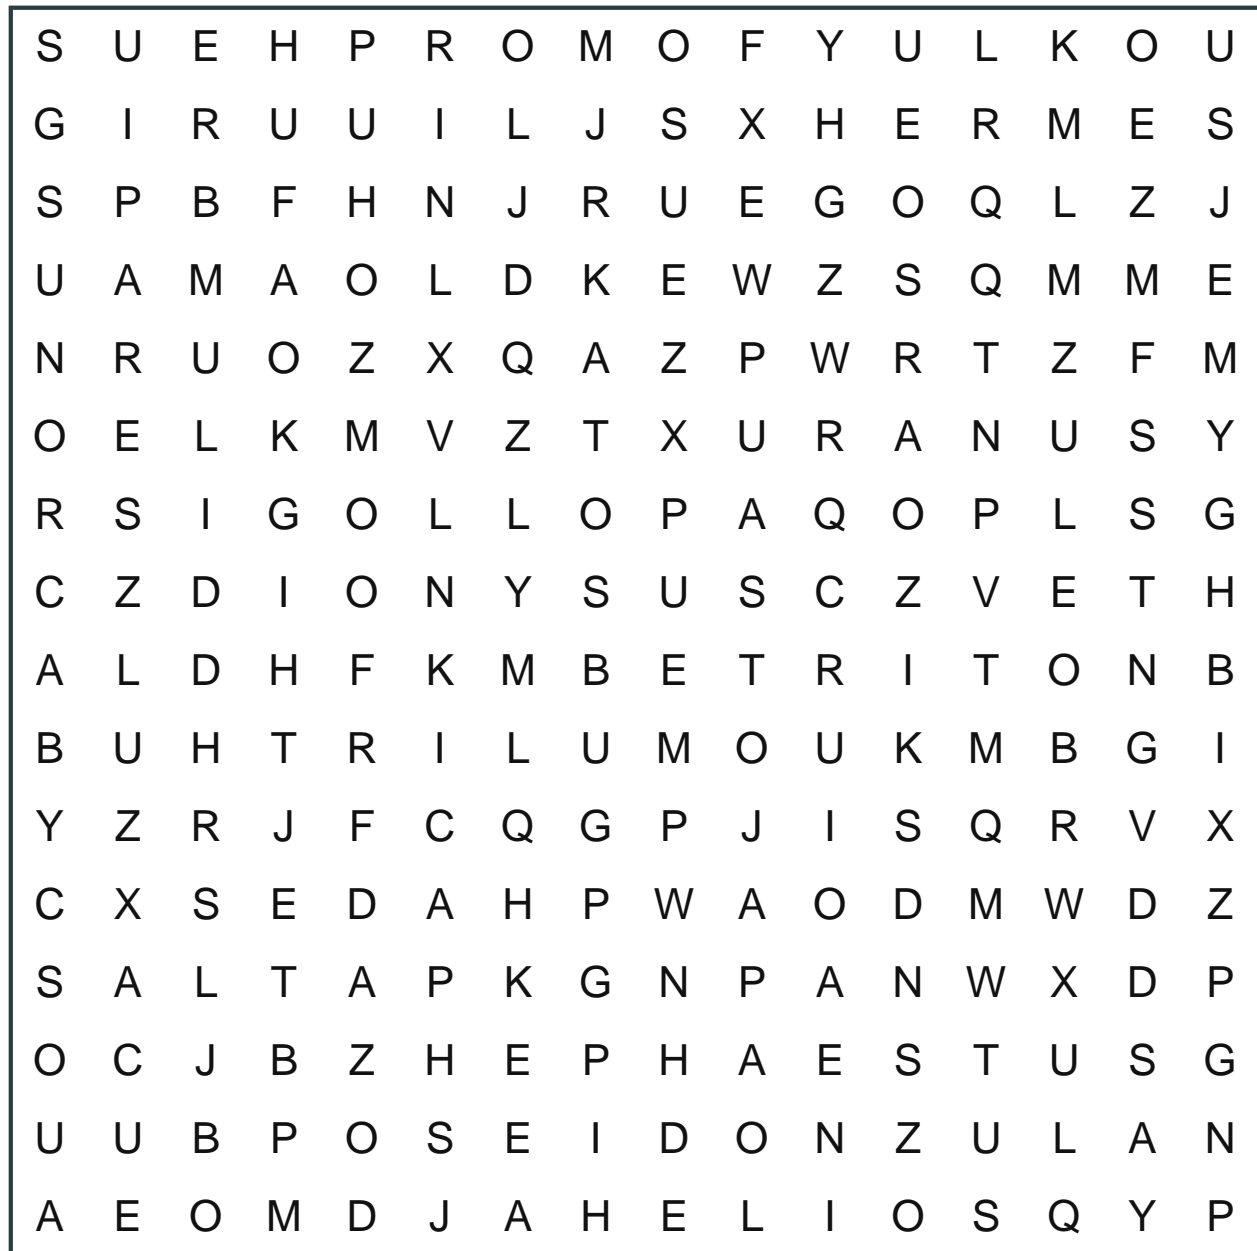 S U E H P R O M O F Y U L K O U
G I R U U I L J S X H E R M E S
S P B F H N J R U E G O Q L Z J
U A M A O L D K E W Z S Q M M E
N R U O Z X Q A Z P W R T Z F M
O E L K M V Z T X U R A N U S Y
R S I G O L L O P A Q O P L S G
C Z D I O N Y S U S C Z V E T H
A L D H F K M B E T R I T O N B
B U H T R I L U M O U K M B G I
Y Z R J F C Q G P J I S Q R V X
C X S E D A H P W A O D M W D Z
S A L T A P K G N P A N W X D P
O C J B Z H E P H A E S T U S G
U U B P O S E I D O N Z U L A N
A E O M D J A H E L I O S Q Y P